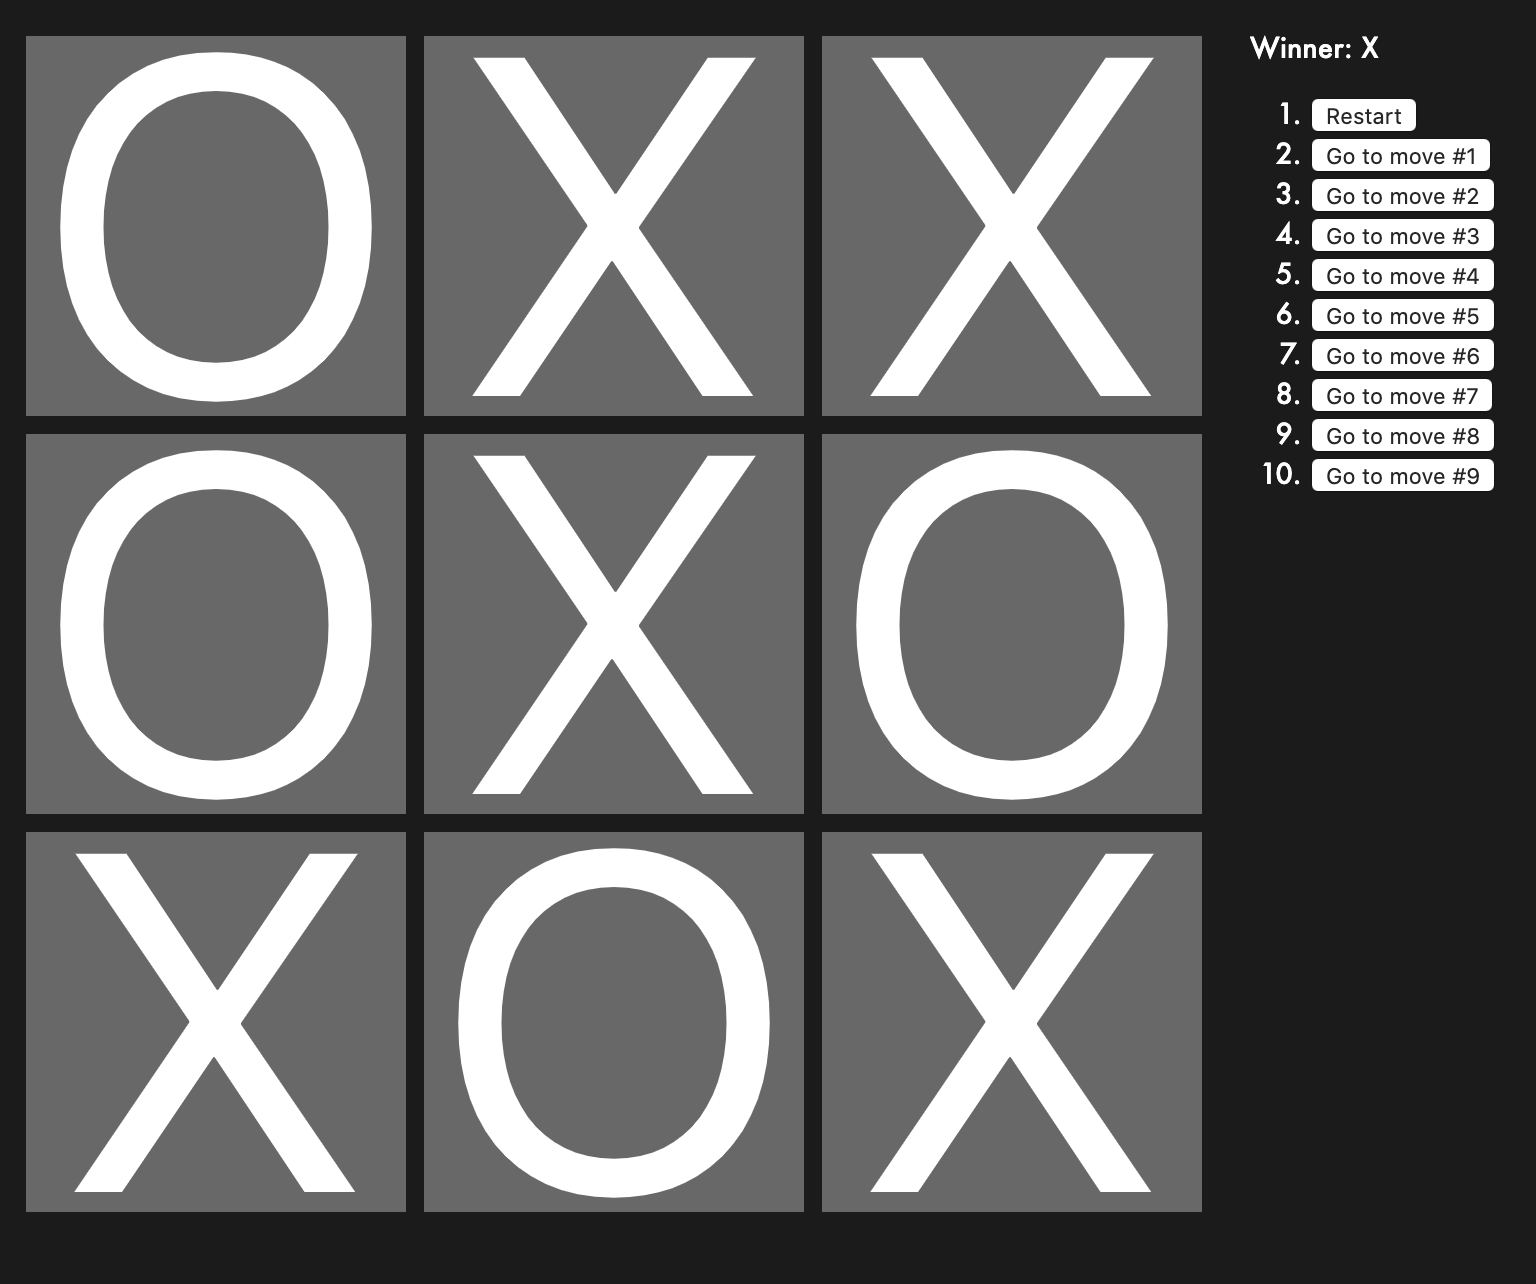 O X X
O X O
X O X
Winner: X
1. Restart
2. Go to move #1
3. Go to move #2
4. Go to move #3
5. Go to move #4
6. Go to move #5
7. Go to move #6
8. Go to move #7
9. Go to move #8
10. Go to move #9